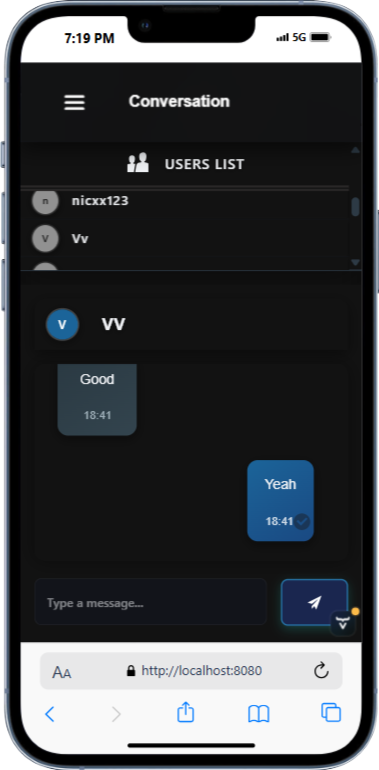 7:19 PM
5G
Conversation
USERS LIST
n
nicxx123
V
Vv
V
VV
Good
18:41
Yeah
18:41
Type a message...
AA
http://localhost:8080